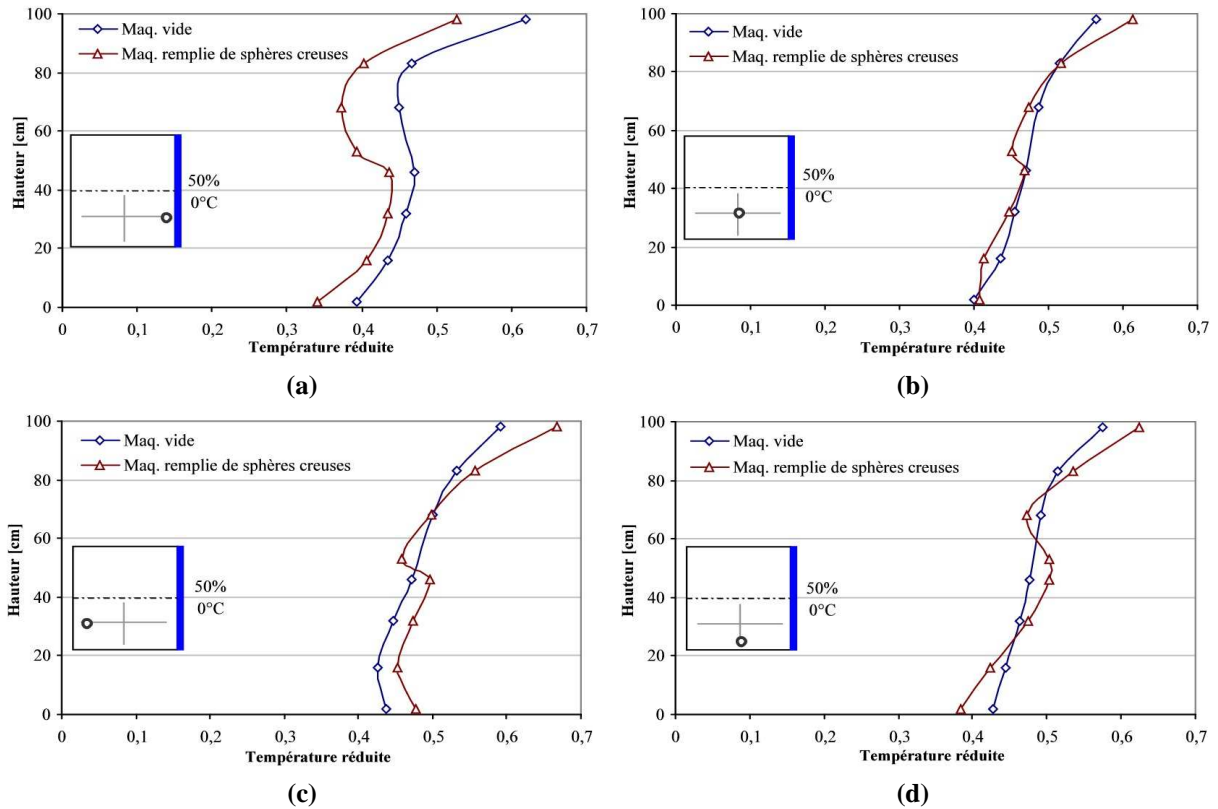 100
Maq. vide
Maq. remplie de sphères creuses
80
60
40
20
0
Hauteur [cm]
50%
0°C
0 0,1 0,2 0,3 0,4 0,5 0,6 0,7
Température réduite
(a)
100
Maq. vide
Maq. remplie de sphères creuses
80
60
40
20
0
Hauteur [cm]
50%
0°C
0 0,1 0,2 0,3 0,4 0,5 0,6 0,7
Température réduite
(b)
100
Maq. vide
Maq. remplie de sphères creuses
80
60
40
20
0
Hauteur [cm]
50%
0°C
0 0,1 0,2 0,3 0,4 0,5 0,6 0,7
Température réduite
(c)
100
Maq. vide
Maq. remplie de sphères creuses
80
60
40
20
0
Hauteur [cm]
50%
0°C
0 0,1 0,2 0,3 0,4 0,5 0,6 0,7
Température réduite
(d)